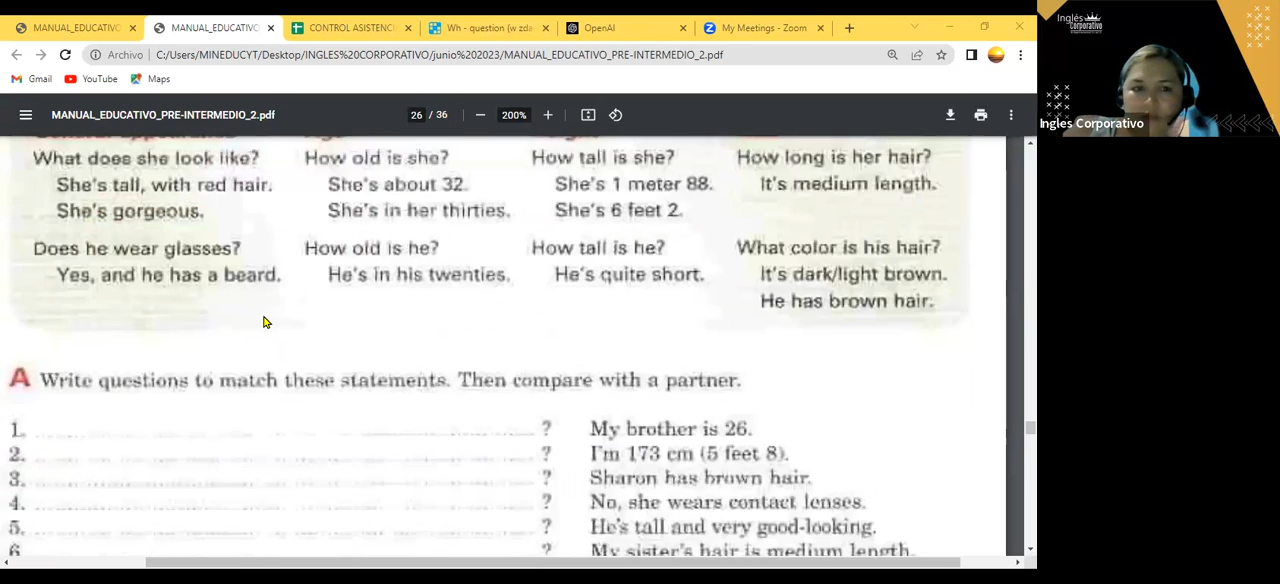 MANUAL_EDUCATIVO
MANUAL_EDUCATIVO
CONTROL ASISTENC
Wh - question (w zda
OpenAI
My Meetings - Zoom
Archivo C:/Users/MINEDUCYT/Desktop/INGLES%20CORPORATIVO/junio%202023/MANUAL_EDUCATIVO_PRE-INTERMEDIO_2.pdf
Gmail YouTube Maps
MANUAL_EDUCATIVO_PRE-INTERMEDIO_2.pdf 26 / 36 200%
What does she look like? How old is she? How tall is she? How long is her hair?
She's tall, with red hair. She's about 32. She's 1 meter 88. It's medium length.
She's gorgeous. She's in her thirties. She's 6 feet 2.
Does he wear glasses? How old is he? How tall is he? What color is his hair?
Yes, and he has a beard. He's in his twenties. He's quite short. It's dark/light brown.
He has brown hair.
A Write questions to match these statements. Then compare with a partner.
1. ? My brother is 26.
2. ? I'm 173 cm (5 feet 8).
3. ? Sharon has brown hair.
4. ? No, she wears contact lenses.
5. ? He's tall and very good-looking.
6 ? My sister's hair is medium length.
Inglés
Corporativo
Ingles Corporativo